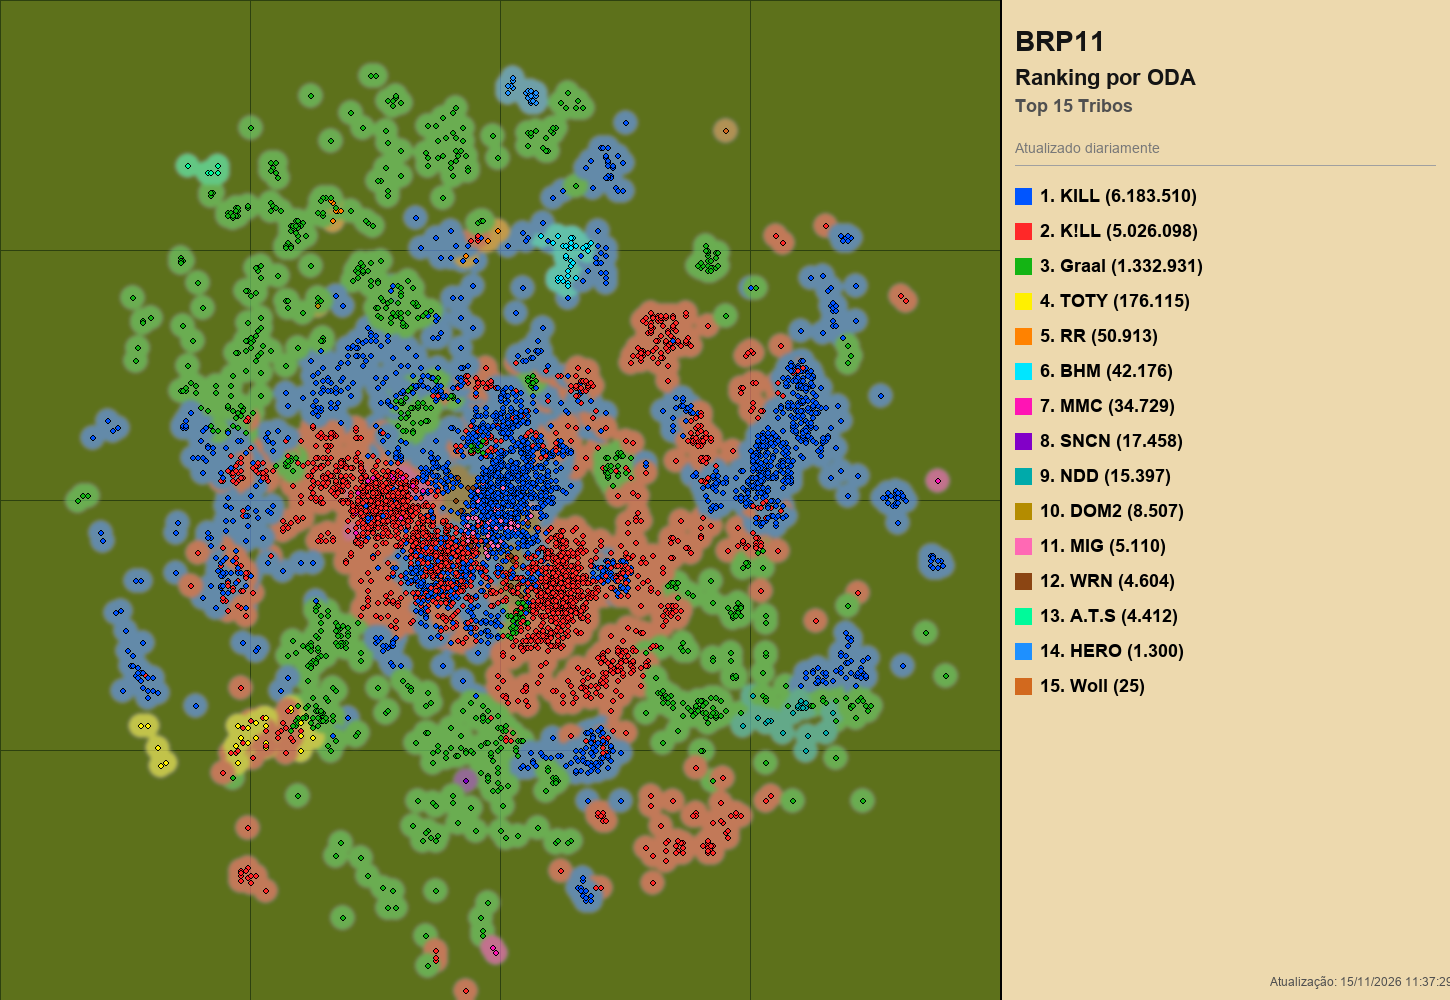 BRP11
Ranking por ODA
Top 15 Tribos
Atualizado diariamente
1. KILL (6.183.510)
2. K!LL (5.026.098)
3. Graal (1.332.931)
4. TOTY (176.115)
5. RR (50.913)
6. BHM (42.176)
7. MMC (34.729)
8. SNCN (17.458)
9. NDD (15.397)
10. DOM2 (8.507)
11. MIG (5.110)
12. WRN (4.604)
13. A.T.S (4.412)
14. HERO (1.300)
15. Woll (25)
Atualização: 15/11/2026 11:37:29